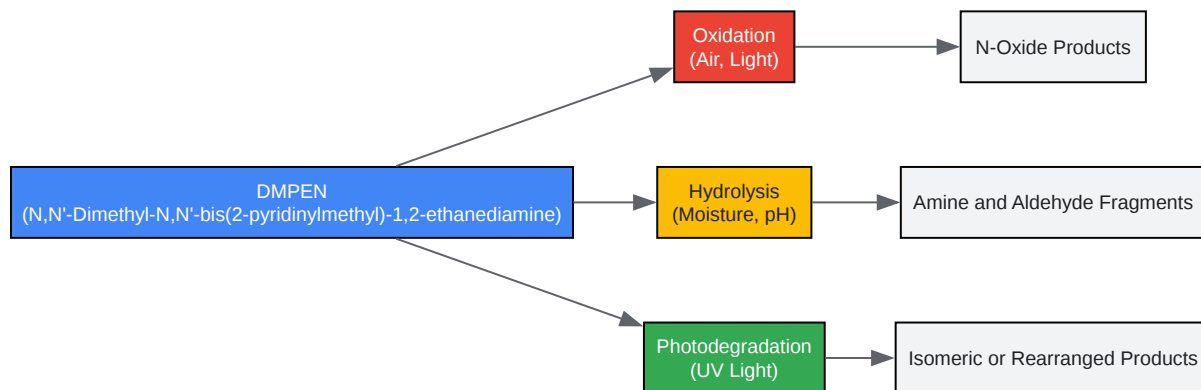 Oxidation
(Air, Light)
N-Oxide Products
DMPEN
(N,N'-Dimethyl-N,N'-bis(2-pyridinylmethyl)-1,2-ethanediamine)
Hydrolysis
(Moisture, pH)
Amine and Aldehyde Fragments
Photodegradation
(UV Light)
Isomeric or Rearranged Products